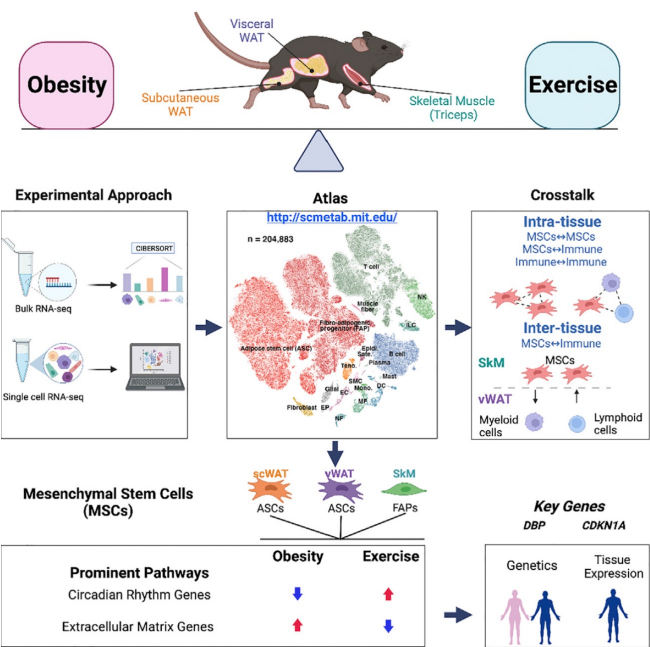 Visceral
WAT
Obesity
Exercise
Subcutaneous
WAT
Skeletal Muscle
(Triceps)
Experimental Approach
Atlas
Crosstalk
CIBERSORT
Bulk RNA-seq
Single cell RNA-seq
http://scmetab.mit.edu/
n = 204,883
T cell
NK
Muscle
fiber
ILC
Fibro-adipogenic
progenitor (FAP)
Adipose stem cell (ASC)
Epidi
Sate.
B cell
Plasma
Teno.
Mast
SMC
DC
Glial
EC
Mono.
Fibroblast
EP
MF
NP
Intra-tissue
MSCs↔MSCs
MSCs↔Immune
Immune↔Immune
Inter-tissue
MSCs↔Immune
SkM
MSCs
vWAT
Myeloid
cells
Lymphoid
cells
Mesenchymal Stem Cells
(MSCs)
scWAT
vWAT
SkM
ASCs
ASCs
FAPs
Obesity
Exercise
Prominent Pathways
Circadian Rhythm Genes
Extracellular Matrix Genes
Key Genes
DBP
CDKN1A
Genetics
Tissue
Expression